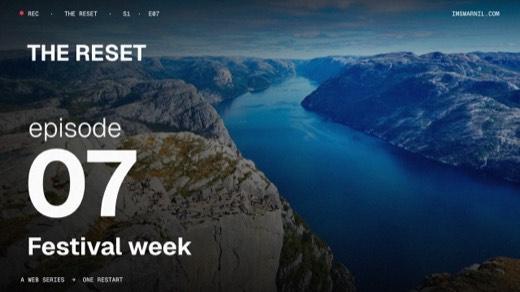 REC · THE RESET · S1 · E07
IMSWARNIL.COM
THE RESET
episode
07
Festival week
A WEB SERIES + ONE RESTART